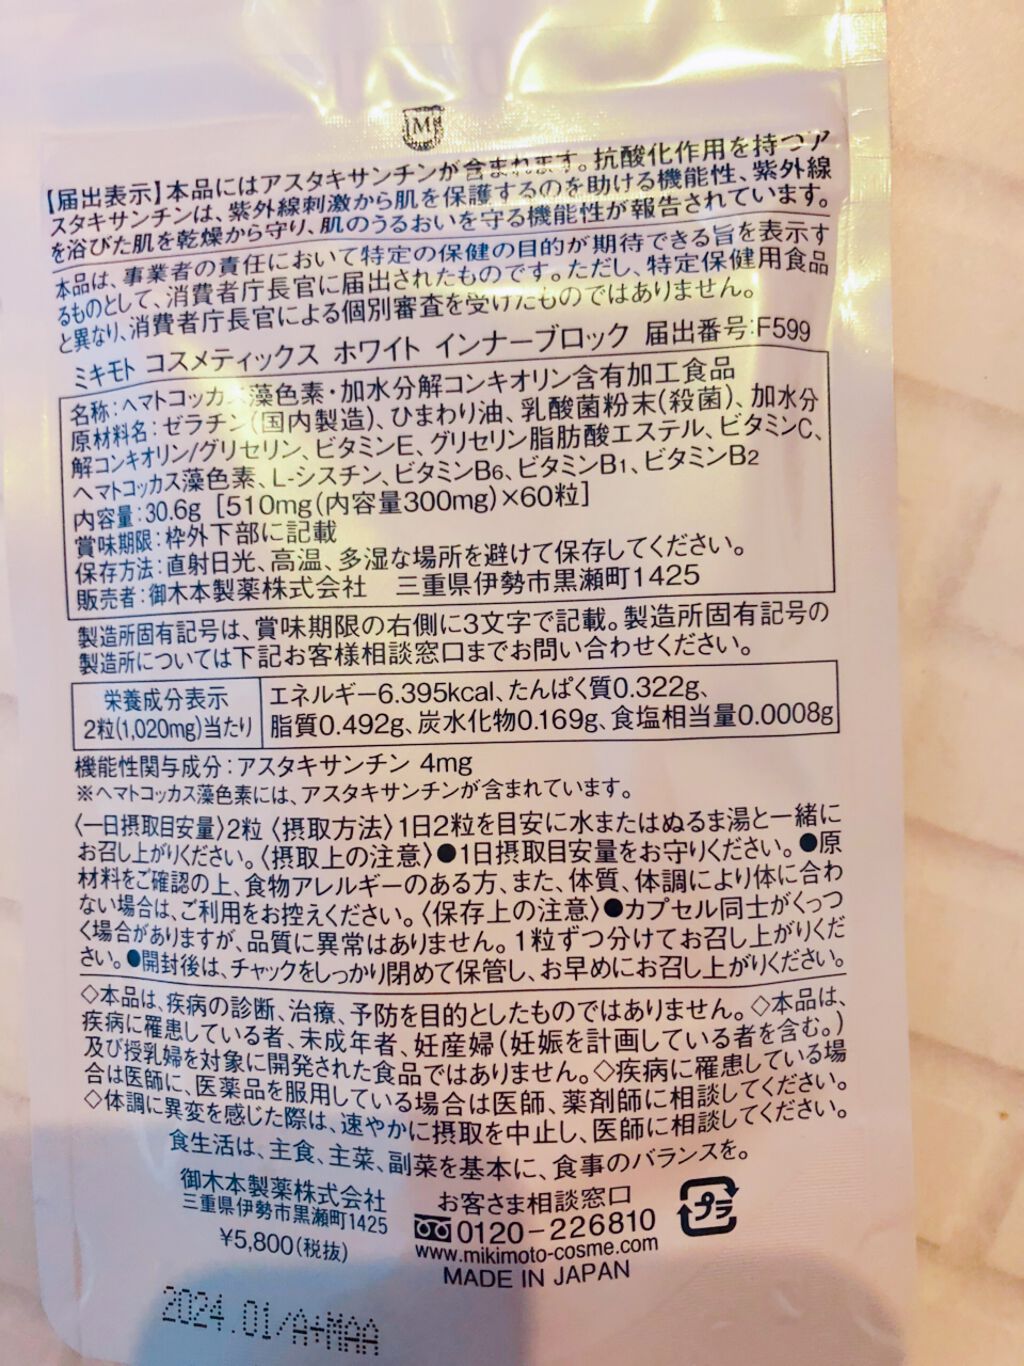 M
【届出表示】本品にはアスタキサンチンが含まれます。抗酸化作用を持つア
スタキサンチンは、紫外線刺激から肌を保護するのを助ける機能性、紫外線
を浴びた肌を乾燥から守り、肌のうるおいを守る機能性が報告されています。
本品は、事業者の責任において特定の保健の目的が期待できる旨を表示す
るものとして、消費者庁長官に届出されたものです。ただし、特定保健用食品
と異なり、消費者庁長官による個別審査を受けたものではありません。
ミキモト コスメティックス ホワイト インナーブロック 届出番号:F599
名称:ヘマトコッカス藻色素・加水分解コンキオリン含有加工食品
原材料名:ゼラチン(国内製造)、ひまわり油、乳酸菌粉末(殺菌)、加水分
解コンキオリン/グリセリン、ビタミンE、グリセリン脂肪酸エステル、ビタミンC、
ヘマトコッカス藻色素、L-シスチン、ビタミンB6、ビタミンB1、ビタミンB2
内容量:30.6g [510mg(内容量300mg)×60粒]
賞味期限:枠外下部に記載
保存方法:直射日光、高温、多湿な場所を避けて保存してください。
販売者:御木本製薬株式会社 三重県伊勢市黒瀬町1425
製造所固有記号は、賞味期限の右側に3文字で記載。製造所固有記号の
製造所については下記お客様相談窓口までお問い合わせください。
栄養成分表示
2粒(1,020mg)当たり
エネルギー6.395kcal、たんぱく質0.322g、
脂質0.492g、炭水化物0.169g、食塩相当量0.0008g
機能性関与成分:アスタキサンチン 4mg
※ヘマトコッカス藻色素には、アスタキサンチンが含まれています。
〈一日摂取目安量〉2粒〈摂取方法〉1日2粒を目安に水またはぬるま湯と一緒に
お召し上がりください。〈摂取上の注意〉●1日摂取目安量をお守りください。●原
材料をご確認の上、食物アレルギーのある方、また、体質、体調により体に合わ
ない場合は、ご利用をお控えください。〈保存上の注意〉●カプセル同士がくっつ
く場合がありますが、品質に異常はありません。1粒ずつ分けてお召し上がりくだ
さい。●開封後は、チャックをしっかり閉めて保管し、お早めにお召し上がりください。
◇本品は、疾病の診断、治療、予防を目的としたものではありません。◇本品は、
疾病に罹患している者、未成年者、妊産婦(妊娠を計画している者を含む。)
及び授乳婦を対象に開発された食品ではありません。◇疾病に罹患している場
合は医師に、医薬品を服用している場合は医師、薬剤師に相談してください。
◇体調に異変を感じた際は、速やかに摂取を中止し、医師に相談してください。
食生活は、主食、主菜、副菜を基本に、食事のバランスを。
御木本製薬株式会社
三重県伊勢市黒瀬町1425
¥5,800(税抜)
お客さま相談窓口
0120-226810
www.mikimoto-cosme.com
MADE IN JAPAN
プラ
2024.01/A+MAA